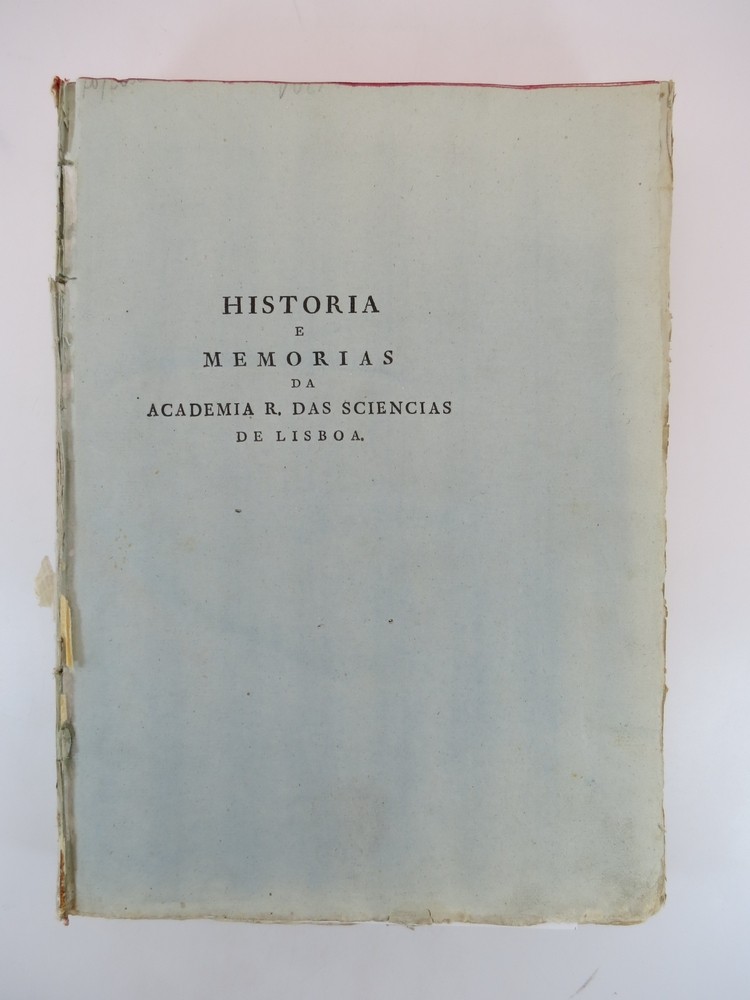 HISTORIA
E
MEMORIAS
DA
ACADEMIA R. DAS SCIENCIAS
DE LISBOA.